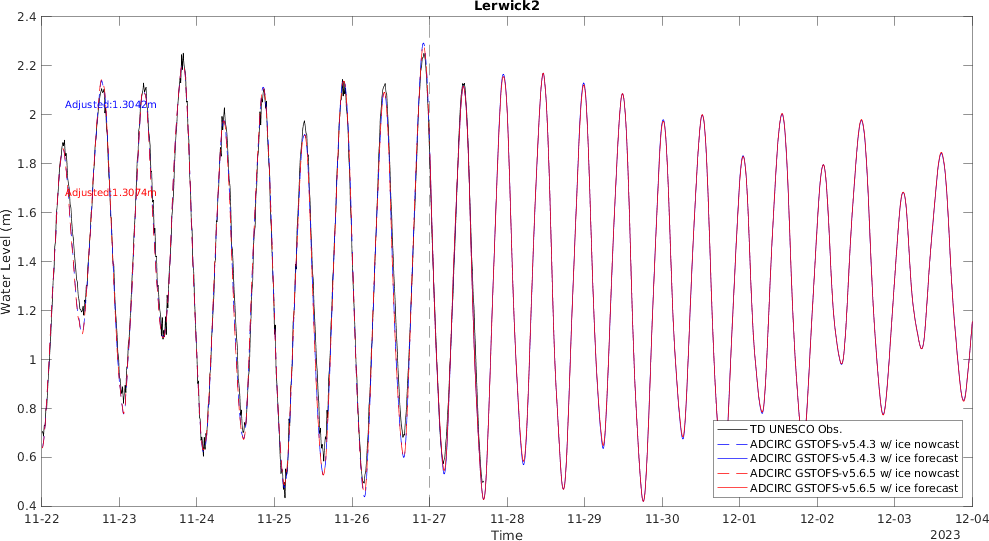 Lerwick2
2.4
2.2
2
1.8
1.6
1.4
1.2
1
0.8
0.6
0.4
Water Level (m)
Adjusted:1.3042m
Adjusted:1.3074m
TD UNESCO Obs.
ADCIRC GSTOFS-v5.4.3 w/ ice nowcast
ADCIRC GSTOFS-v5.4.3 w/ ice forecast
ADCIRC GSTOFS-v5.6.5 w/ ice nowcast
ADCIRC GSTOFS-v5.6.5 w/ ice forecast
11-22 11-23 11-24 11-25 11-26 11-27 11-28 11-29 11-30 12-01 12-02 12-03 12-04
Time
2023